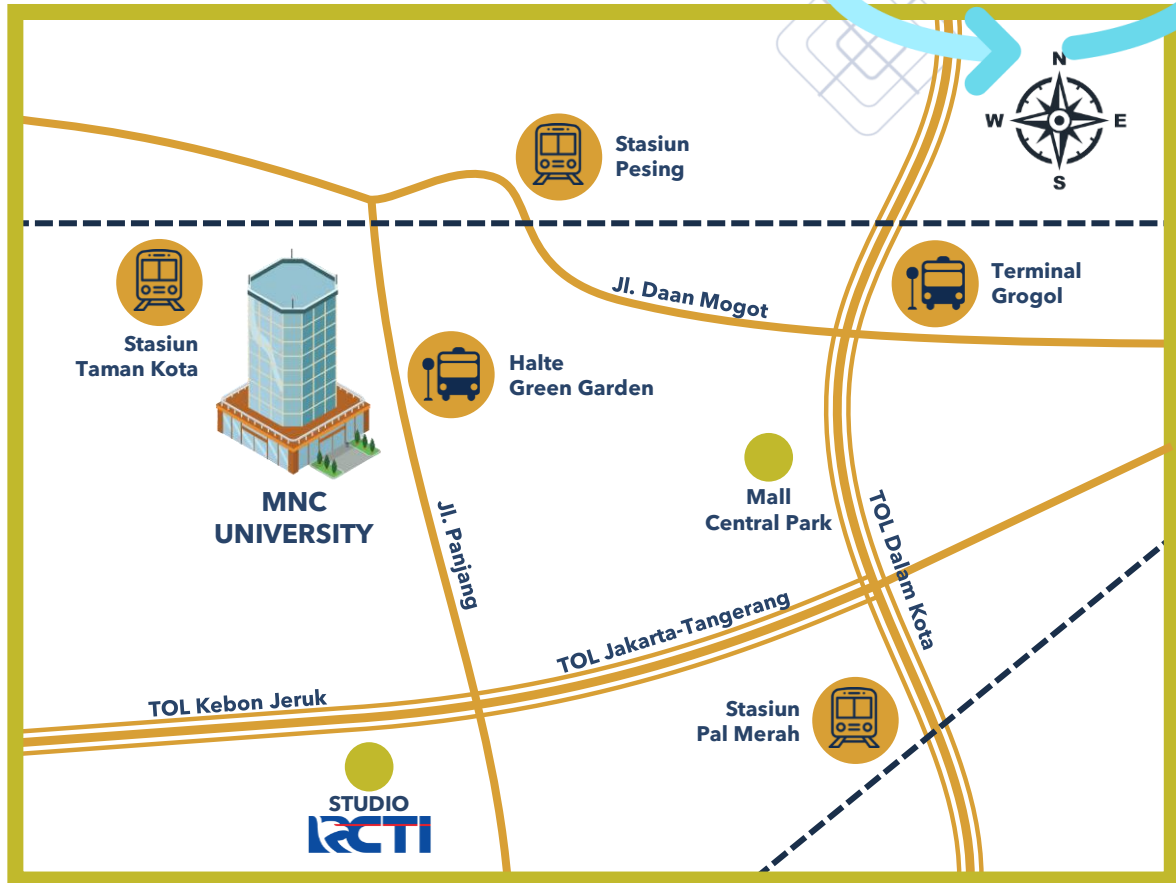 N
W
E
S
Stasiun
Pesing
Terminal
Grogol
Jl. Daan Mogot
Stasiun
Taman Kota
Halte
Green Garden
MNC
UNIVERSITY
Mall
Central Park
Jl. Panjang
TOL Dalam Kota
TOL Jakarta-Tangerang
TOL Kebon Jeruk
Stasiun
Pal Merah
STUDIO
RCTI